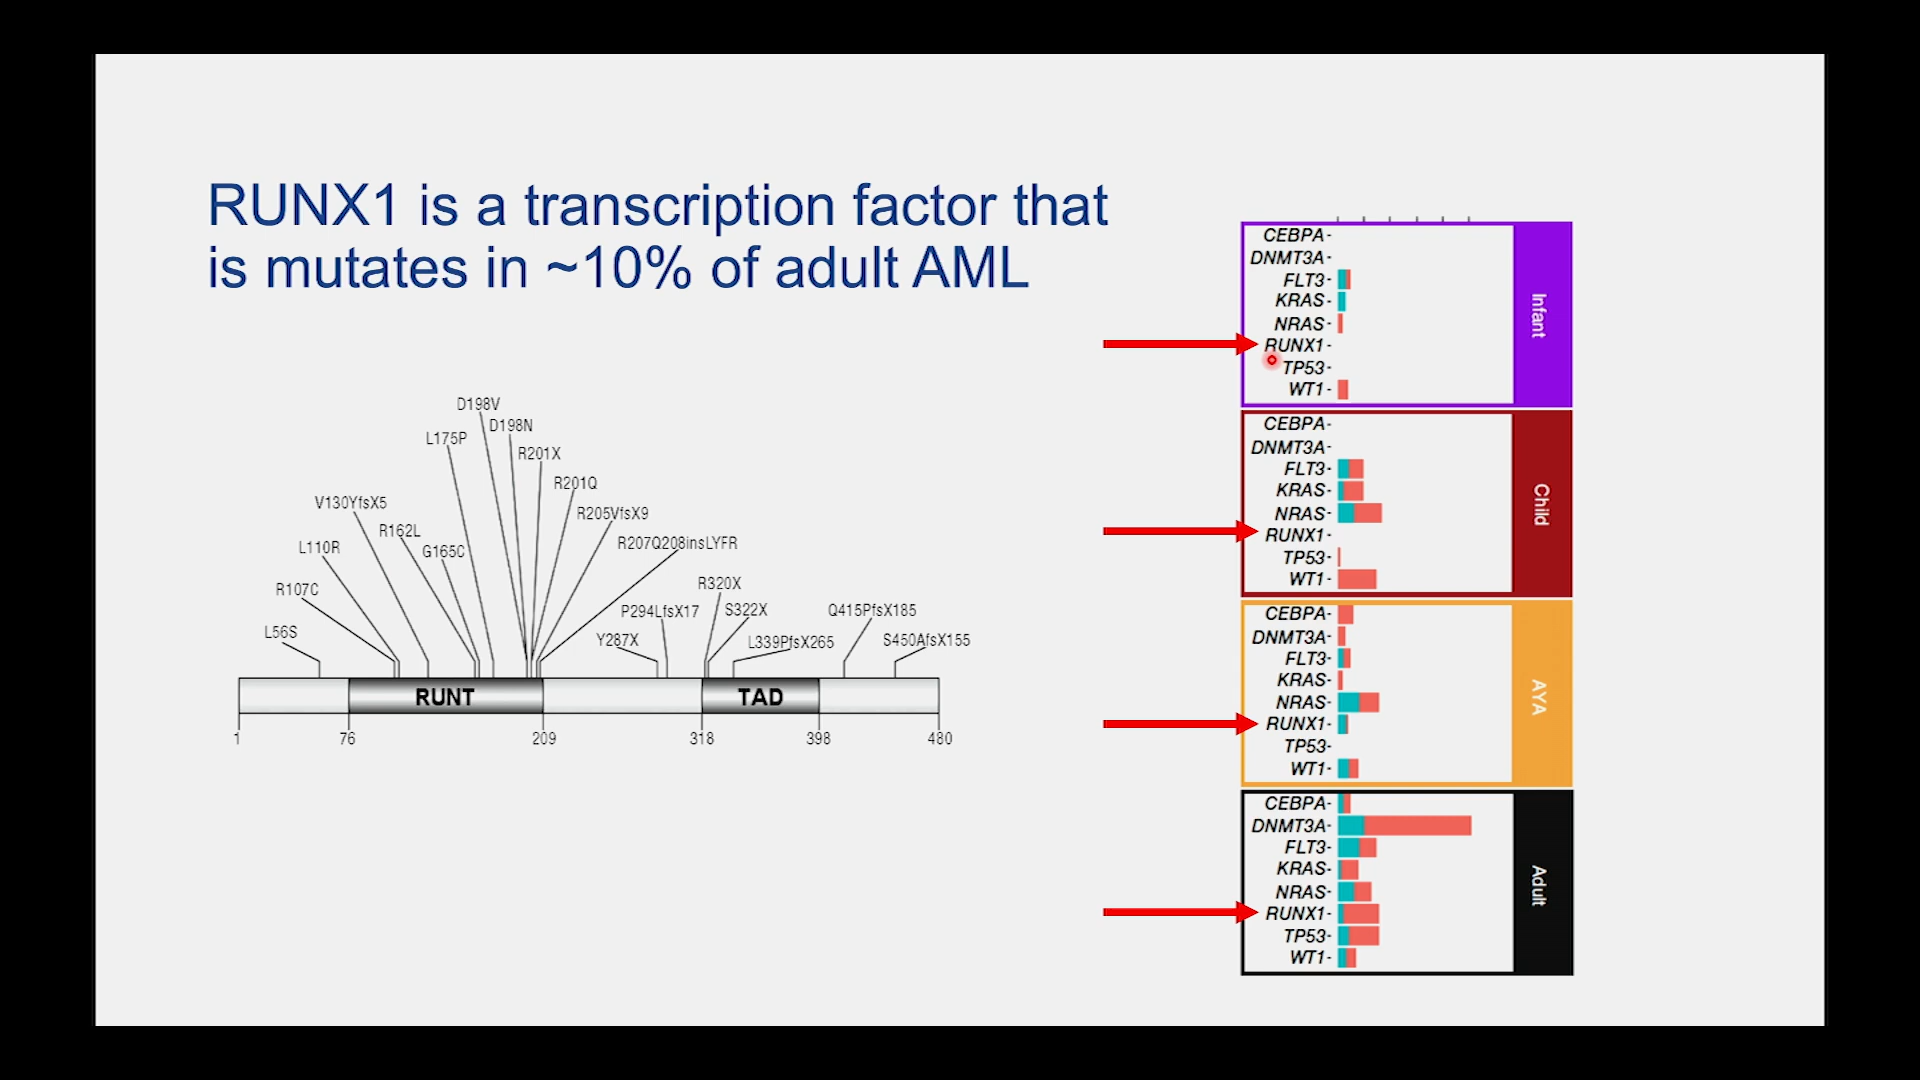 RUNX1 is a transcription factor that
is mutates in ~10% of adult AML
D198V
D198N
L175P
R201X
R201Q
V130YfsX5
R205VfsX9
R162L
R207Q208insLYFR
L110R
G165C
R107C
R320X
P294LfsX17
S322X
Q415PfsX185
L56S
Y287X
L339PfsX265
S450AfsX155
RUNT
TAD
1
76
209
318
398
480
CEBPA
DNMT3A
FLT3
KRAS
NRAS
RUNX1
TP53
WT1
Infant
CEBPA
DNMT3A
FLT3
KRAS
NRAS
RUNX1
TP53
WT1
Child
CEBPA
DNMT3A
FLT3
KRAS
NRAS
RUNX1
TP53
WT1
AYA
CEBPA
DNMT3A
FLT3
KRAS
NRAS
RUNX1
TP53
WT1
Adult